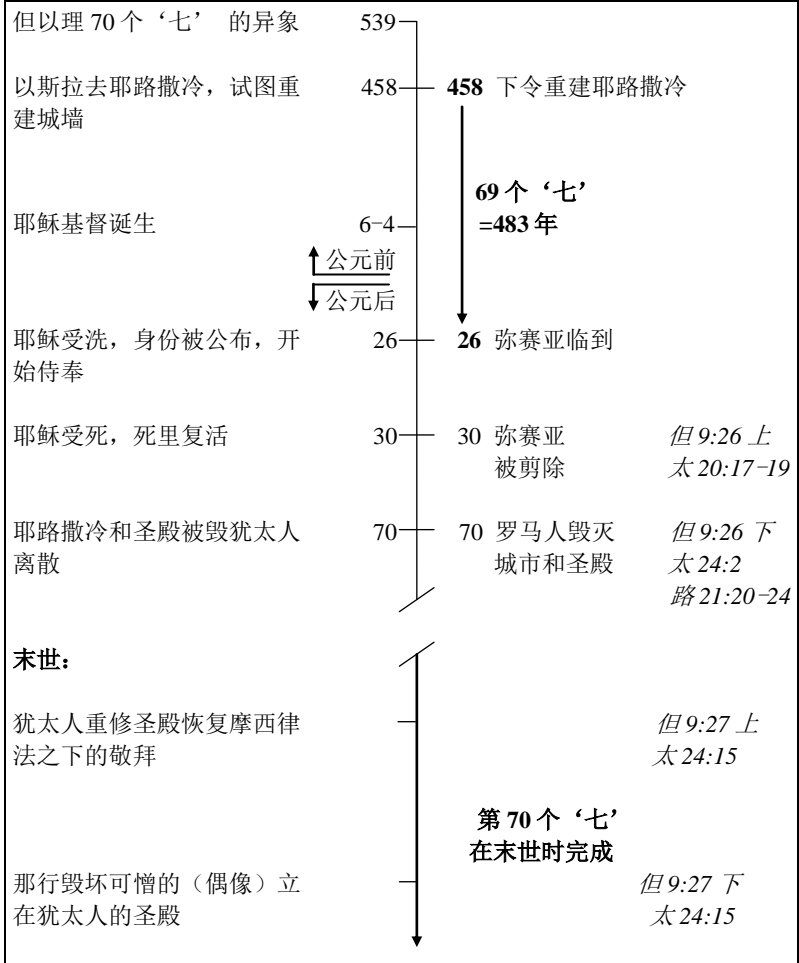 但以理 70 个‘七’ 的异象 539
以斯拉去耶路撒冷，试图重 458 458 下令重建耶路撒冷
建城墙
69 个‘七’
耶稣基督诞生 6-4 =483 年
公元前
公元后
耶稣受洗，身份被公布，开 26 26 弥赛亚临到
始侍奉
耶稣受死，死里复活 30 30 弥赛亚 但 9:26 上
被剪除 太 20:17-19
耶路撒冷和圣殿被毁犹太人 70 70 罗马人毁灭 但 9:26 下
离散 城市和圣殿 太 24:2
路 21:20-24
末世：
犹太人重修圣殿恢复摩西律 但 9:27 上
法之下的敬拜 太 24:15
第 70 个‘七’
在末世时完成
那行毁坏可憎的（偶像）立 但 9:27 下
在犹太人的圣殿 太 24:15